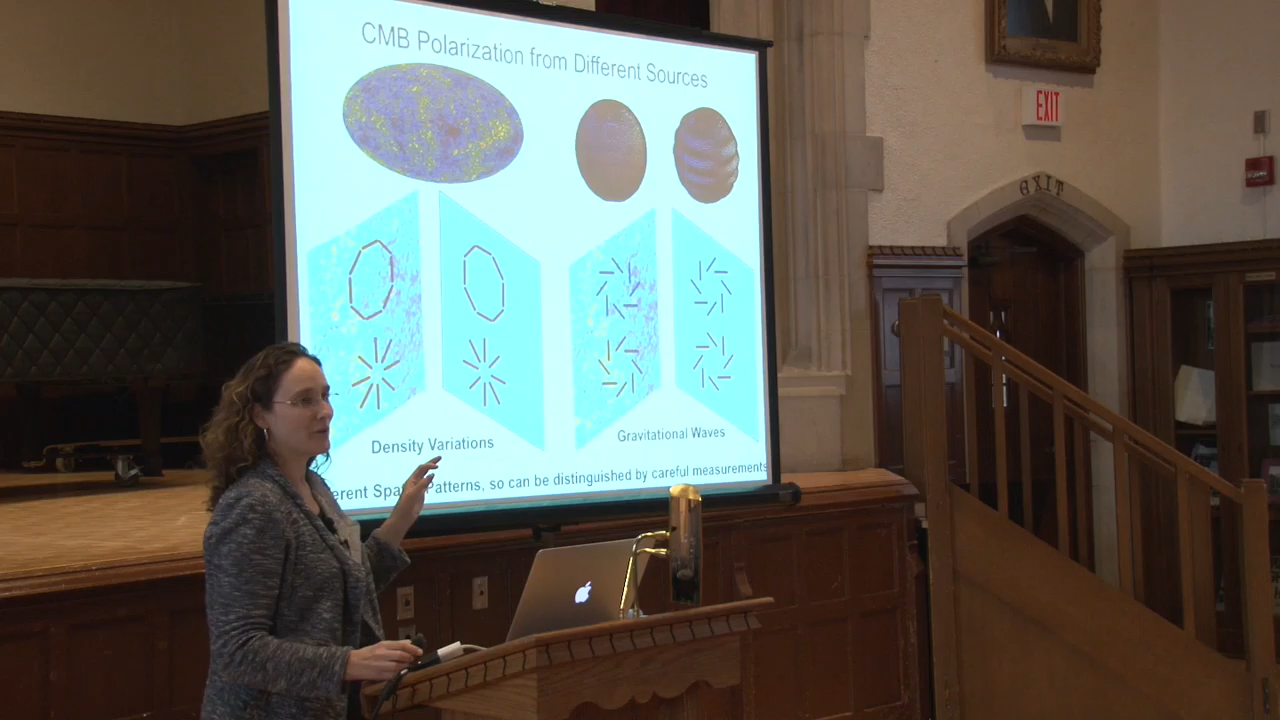 CMB Polarization from Different Sources
Density Variations
Gravitational Waves
Patterns, so can be distinguished by careful measurements
EXIT
EXIT